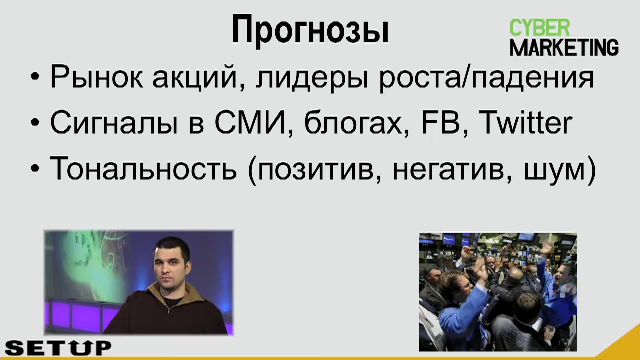 Прогнозы
CYBER
MARKETING
• Рынок акций, лидеры роста/падения
• Сигналы в СМИ, блогах, FB, Twitter
• Тональность (позитив, негатив, шум)
SETUP